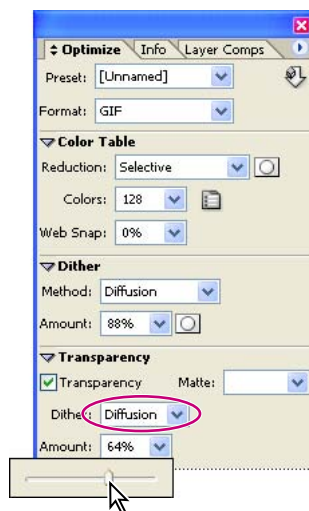 Optimize Info Layer Comps
Preset: [Unnamed]
Format: GIF
Color Table
Reduction: Selective
Colors: 128
Web Snap: 0%
Dither
Method: Diffusion
Amount: 88%
Transparency
Transparency Matte:
Dither: Diffusion
Amount: 64%